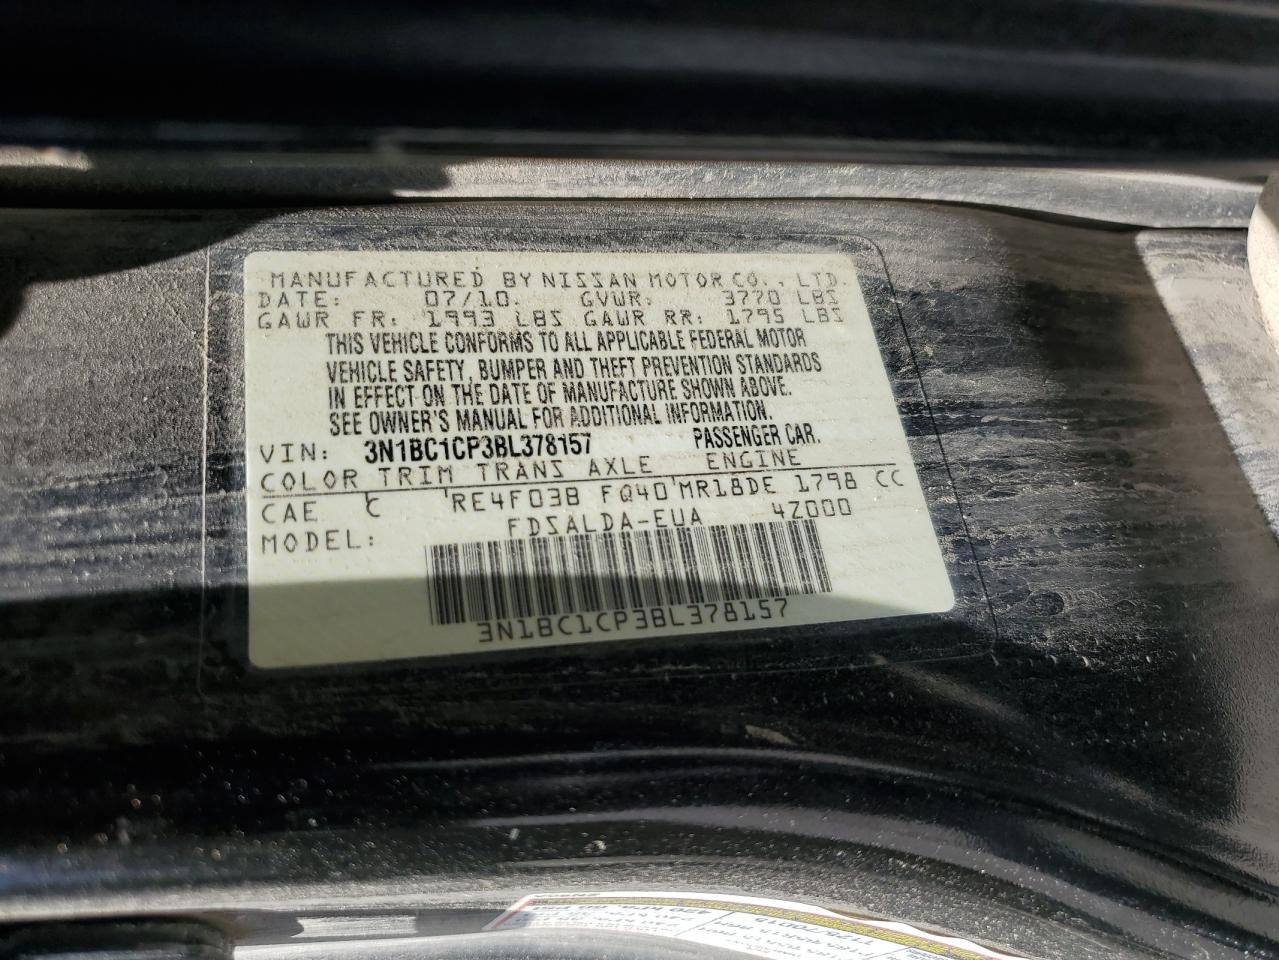 MANUFACTURED BY NISSAN MOTOR CO., LTD.
DATE: 07/10. GVWR: 3770 LBS
GAWR FR: 1993 LBS GAWR RR: 1795 LBS
THIS VEHICLE CONFORMS TO ALL APPLICABLE FEDERAL MOTOR
VEHICLE SAFETY, BUMPER AND THEFT PREVENTION STANDARDS
IN EFFECT ON THE DATE OF MANUFACTURE SHOWN ABOVE.
SEE OWNER'S MANUAL FOR ADDITIONAL INFORMATION.
VIN: 3N1BC1CP3BL378157 PASSENGER CAR.
COLOR TRIM TRANS AXLE ENGINE
CAE C RE4F03B FQ40 MR18DE 1798 CC
MODEL: FDSALDA-EUA 4Z000
3N1BC1CP3BL378157